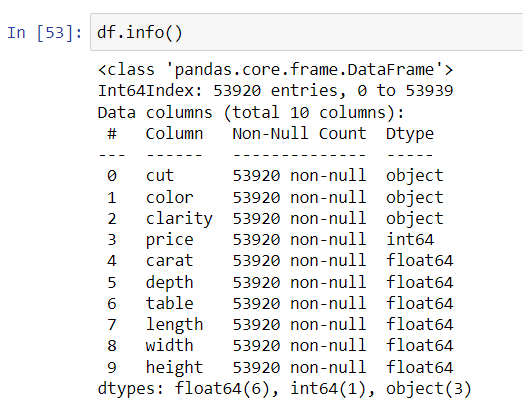 In [53]: df.info()
<class 'pandas.core.frame.DataFrame'>
Int64Index: 53920 entries, 0 to 53939
Data columns (total 10 columns):
 #   Column   Non-Null Count  Dtype
---  ------   --------------  -----
 0   cut      53920 non-null  object
 1   color    53920 non-null  object
 2   clarity  53920 non-null  object
 3   price    53920 non-null  int64
 4   carat    53920 non-null  float64
 5   depth    53920 non-null  float64
 6   table    53920 non-null  float64
 7   length   53920 non-null  float64
 8   width    53920 non-null  float64
 9   height   53920 non-null  float64
dtypes: float64(6), int64(1), object(3)